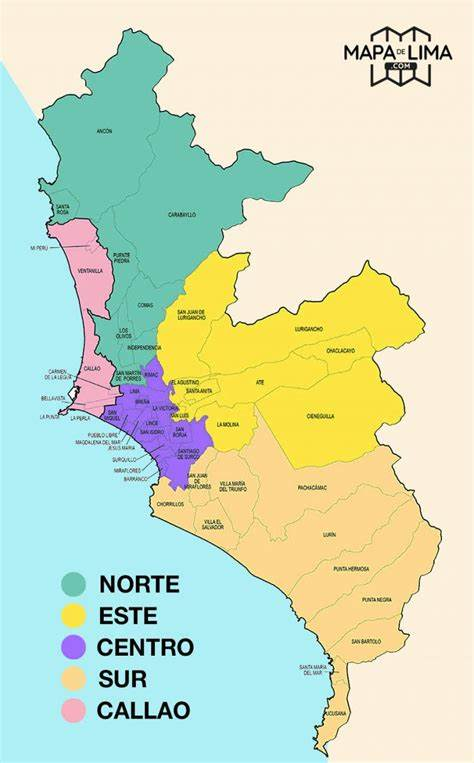 MAPA DE LIMA
.COM
ANCÓN
SANTA
ROSA
CARABAYLLO
MI PERÚ
VENTANILLA
PUENTE
PIEDRA
COMAS
LOS
OLIVOS
INDEPENDENCIA
SAN JUAN DE
LURIGANCHO
LURIGANCHO
CHACLACAYO
CALLAO
SAN MARTIN
DE PORRES
RIMAC
CARMEN
DE LA LEGUA
EL AGUSTINO
SANTA ANITA
ATE
BELLAVISTA
LIMA
BREÑA
LA VICTORIA
LA PUNTA
LA PERLA
SAN
MIGUEL
LINCE
SAN LUIS
CIENEGUILLA
PUEBLO LIBRE
MAGDALENA DEL MAR
JESUS MARIA
SAN ISIDRO
SAN
BORJA
LA MOLINA
SURQUILLO
SANTIAGO
DE SURCO
MIRAFLORES
BARRANCO
SAN JUAN
DE
MIRAFLORES
VILLA MARÍA
DEL TRIUNFO
PACHACÁMAC
CHORRILLOS
VILLA EL
SALVADOR
LURÍN
PUNTA HERMOSA
PUNTA NEGRA
SAN BARTOLO
SANTA MARÍA
DEL MAR
PUCUSANA
NORTE
ESTE
CENTRO
SUR
CALLAO